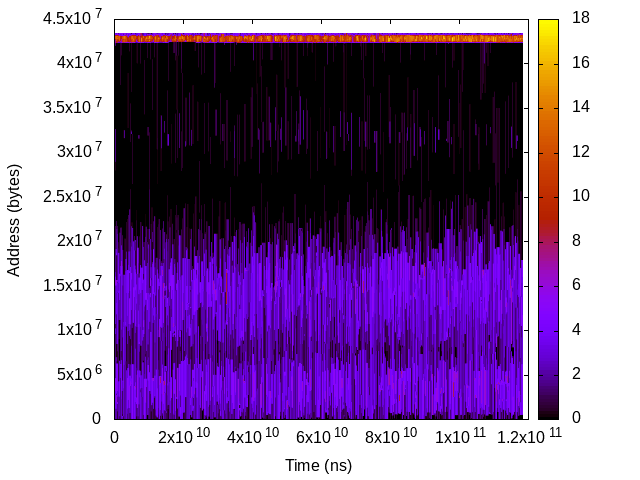 4.5x10^7
4x10^7
3.5x10^7
3x10^7
2.5x10^7
2x10^7
1.5x10^7
1x10^7
5x10^6
0
Address (bytes)
0 2x10^10 4x10^10 6x10^10 8x10^10 1x10^11 1.2x10^11
Time (ns)
18
16
14
12
10
8
6
4
2
0